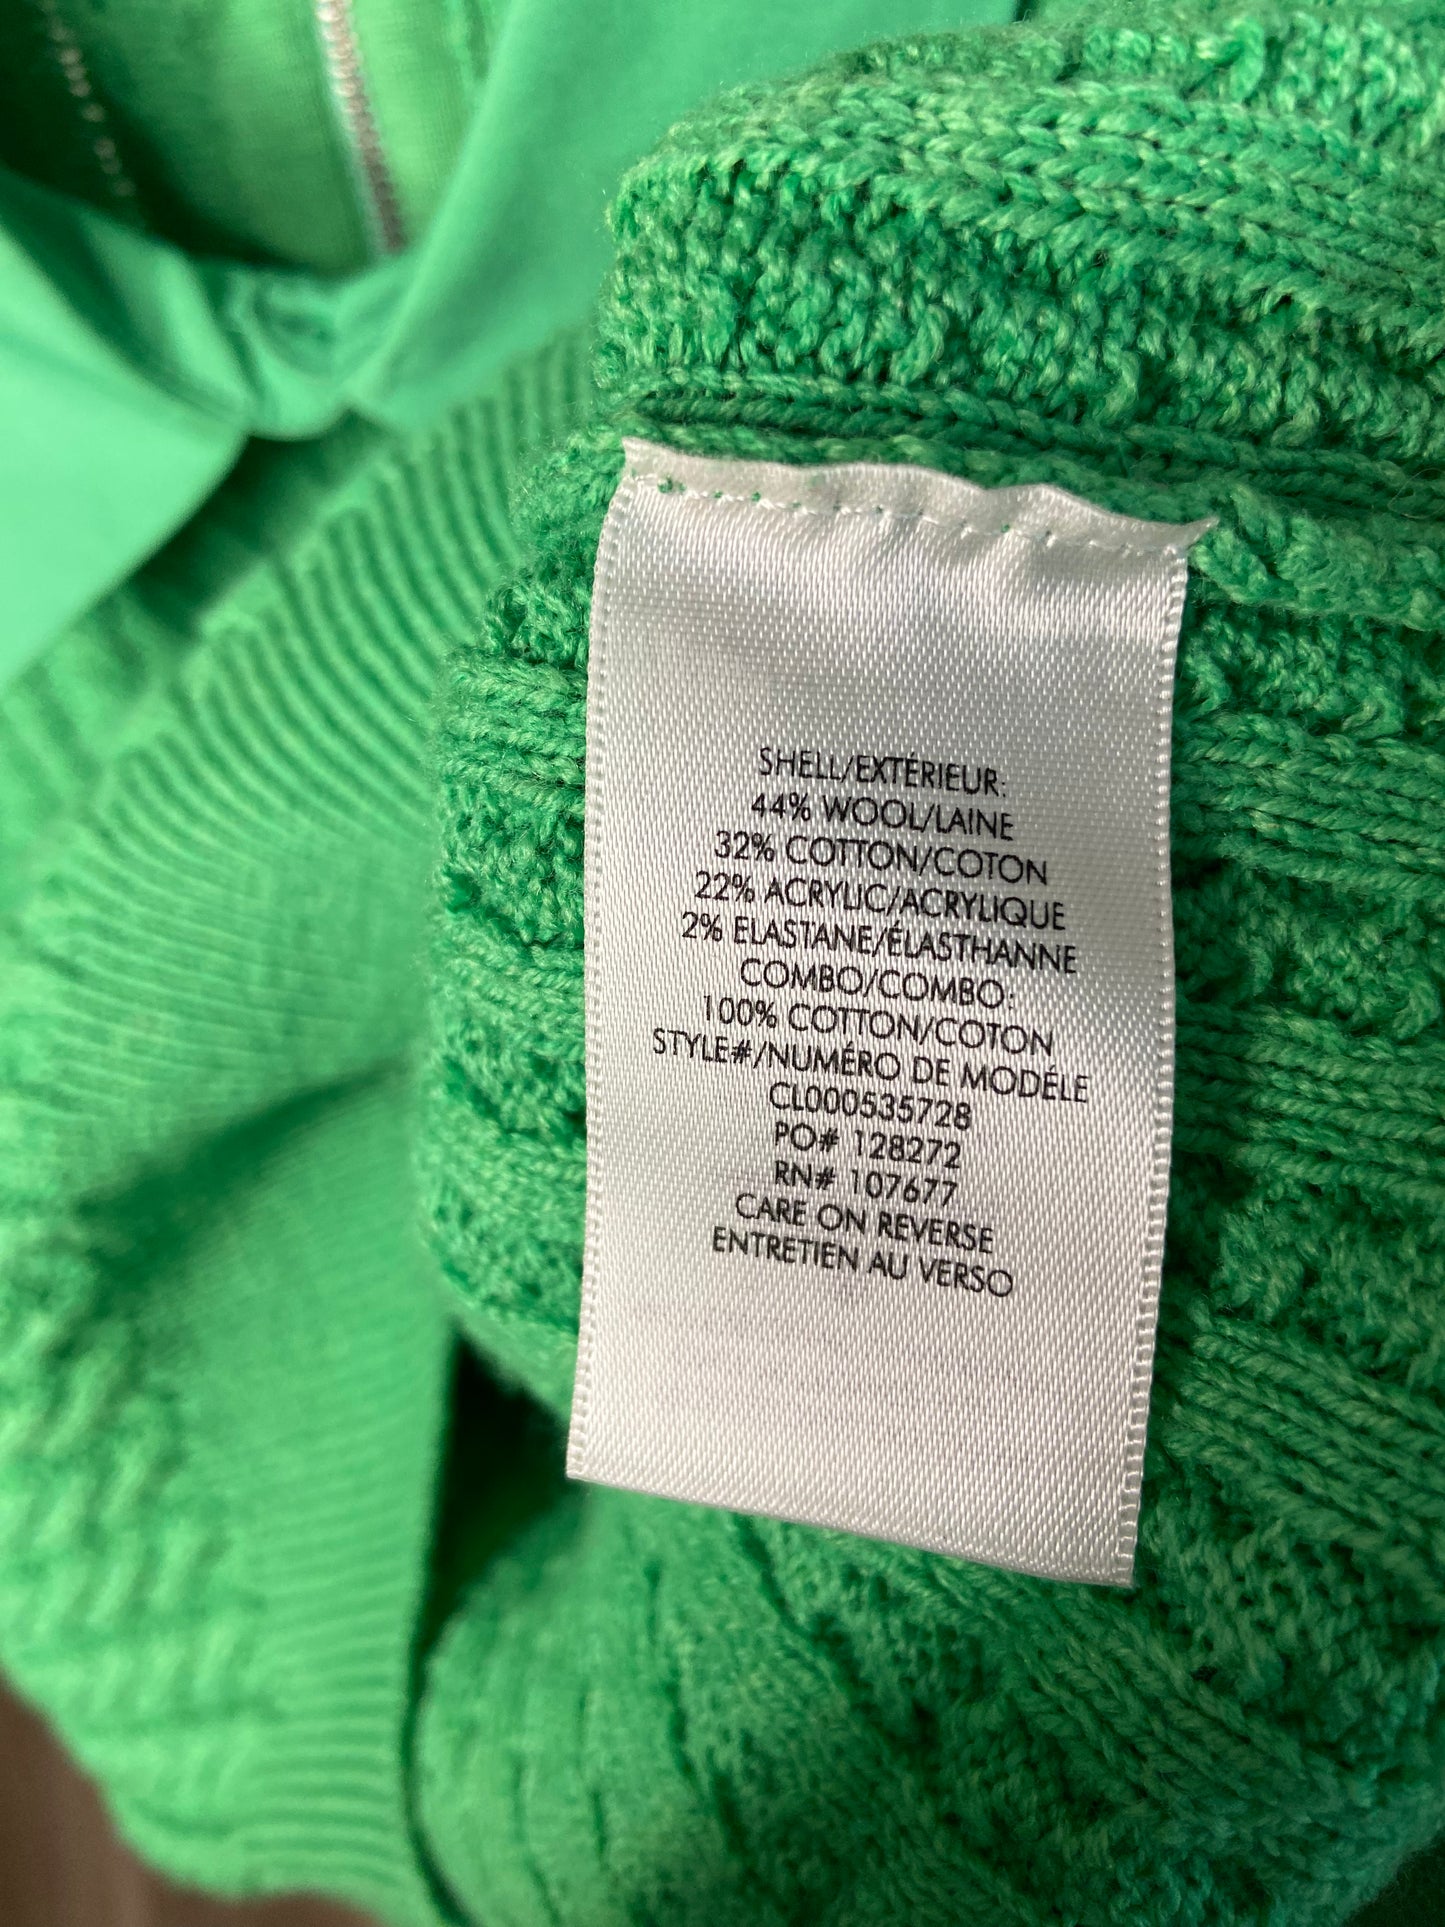 SHELL/EXTÉRIEUR:
44% WOOL/LAINE
32% COTTON/COTON
22% ACRYLIC/ACRYLIQUE
2% ELASTANE/ÉLASTHANNE
COMBO/COMBO:
100% COTTON/COTON
STYLE#/NUMÉRO DE MODÉLE
CL000535728
PO# 128272
RN# 107677
CARE ON REVERSE
ENTRETIEN AU VERSO